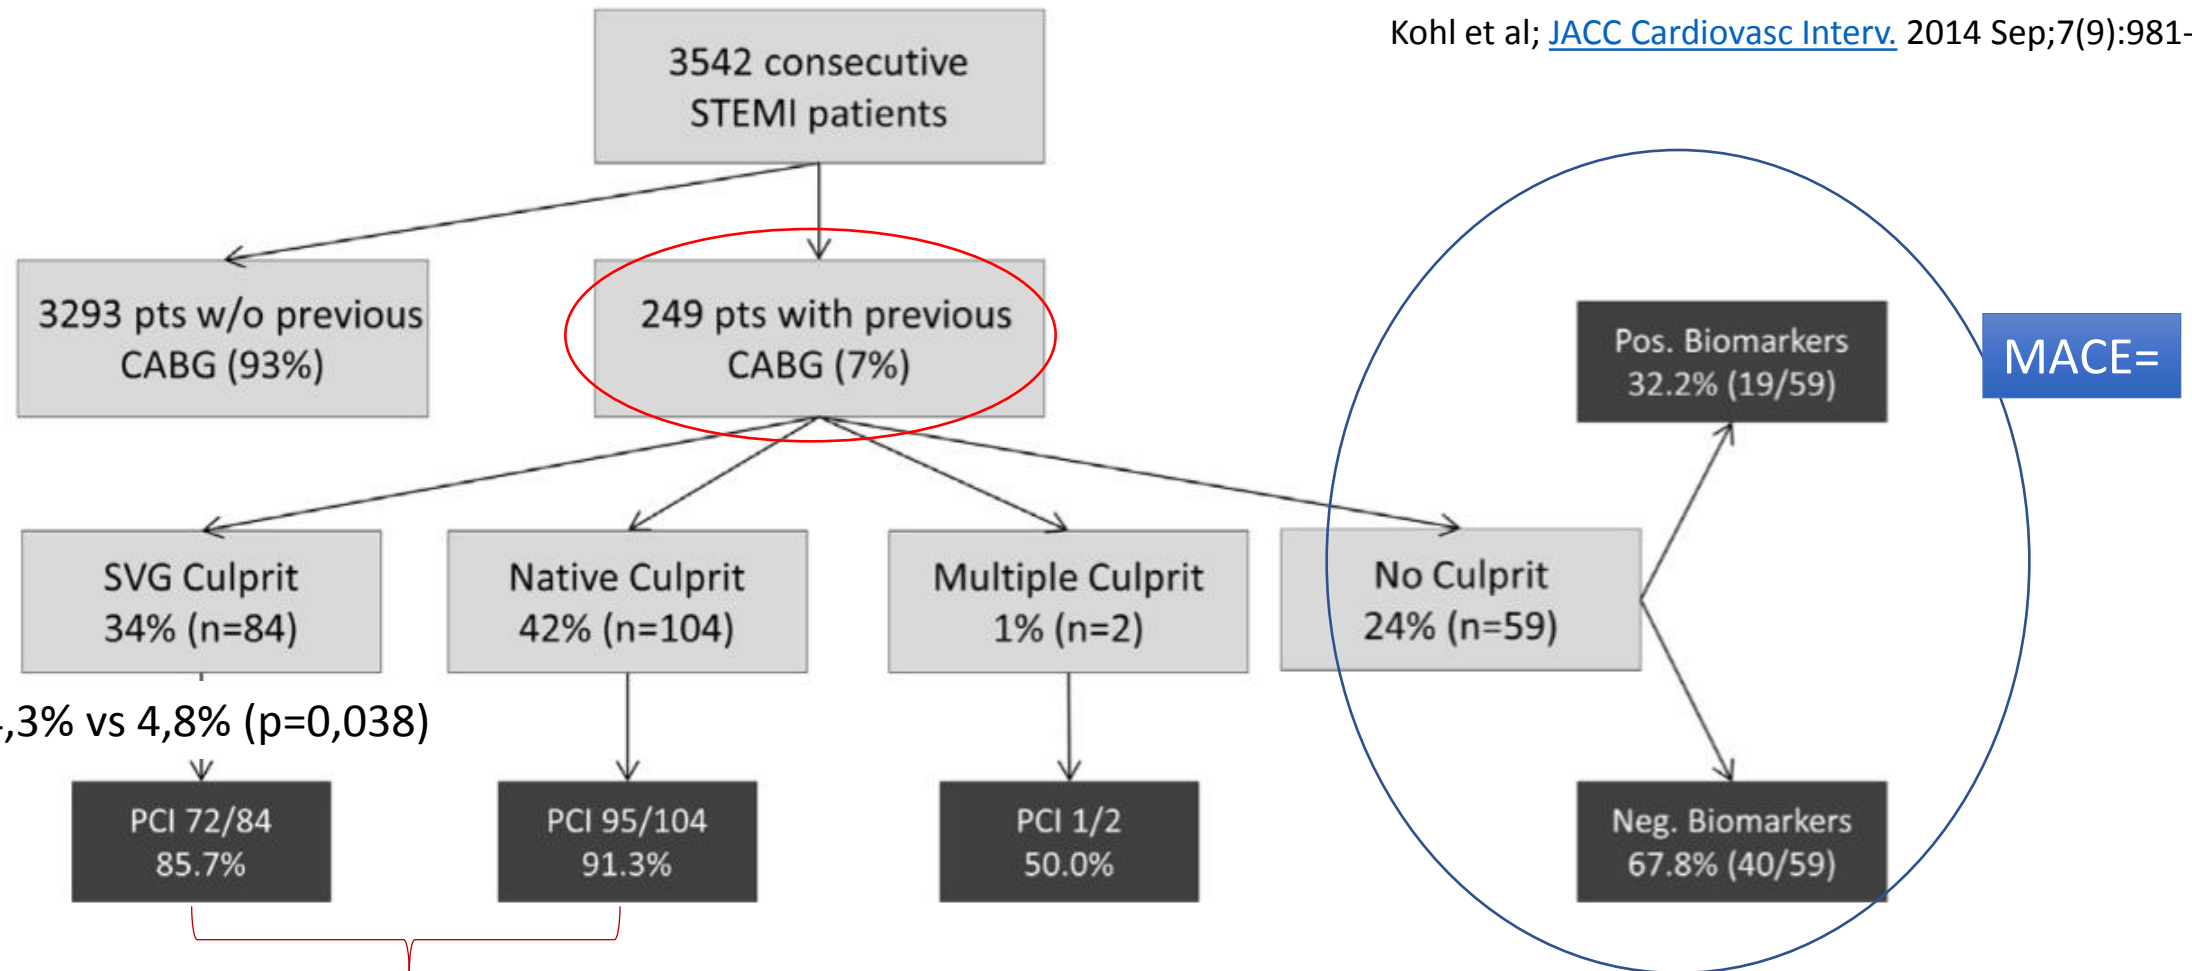 Kohl et al; JACC Cardiovasc Interv. 2014 Sep;7(9):981-
3542 consecutive
STEMI patients
3293 pts w/o previous
CABG (93%)
249 pts with previous
CABG (7%)
Pos. Biomarkers
32.2% (19/59)
MACE=
SVG Culprit
34% (n=84)
Native Culprit
42% (n=104)
Multiple Culprit
1% (n=2)
No Culprit
24% (n=59)
,3% vs 4,8% (p=0,038)
PCI 72/84
85.7%
PCI 95/104
91.3%
PCI 1/2
50.0%
Neg. Biomarkers
67.8% (40/59)